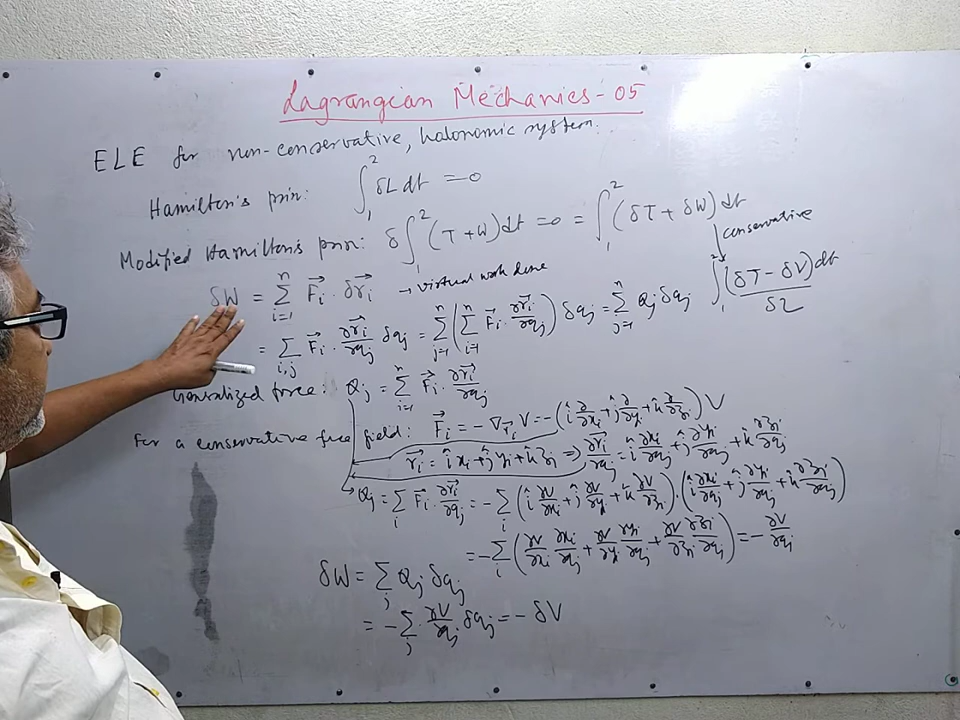 Lagrangian Mechanics-05
ELE for non-conservative, holonomic system.
Hamilton's prin: ∫₁² δL dt = 0
Modified Hamilton's prin: δ∫₁² (T+W)dt = 0 = ∫₁² (δT + δW) dt
↓ conservative
δW = Σᵢ₌₁ⁿ F⃗ᵢ · δr⃗ᵢ → virtual work done ∫₁² (δT − δV)dt
δL
= Σᵢ,ⱼ F⃗ᵢ · ∂r⃗ᵢ/∂qⱼ δqⱼ = Σⱼ₌₁ⁿ (Σᵢ₌₁ⁿ F⃗ᵢ · ∂r⃗ᵢ/∂qⱼ) δqⱼ = Σⱼ₌₁ⁿ Qⱼ δqⱼ
Generalized force: Qⱼ = Σᵢ₌₁ⁿ F⃗ᵢ · ∂r⃗ᵢ/∂qⱼ
For a conservative force field: F⃗ᵢ = −∇r⃗ᵢ V = −(î ∂/∂xᵢ + ĵ ∂/∂yᵢ + k̂ ∂/∂zᵢ) V
r⃗ᵢ = î xᵢ + ĵ yᵢ + k̂ zᵢ ⇒ ∂r⃗ᵢ/∂qⱼ = î ∂xᵢ/∂qⱼ + ĵ ∂yᵢ/∂qⱼ + k̂ ∂zᵢ/∂qⱼ
Qⱼ = Σᵢ F⃗ᵢ · ∂r⃗ᵢ/∂qⱼ = −Σᵢ (î ∂V/∂xᵢ + ĵ ∂V/∂yᵢ + k̂ ∂V/∂zᵢ) · (î ∂xᵢ/∂qⱼ + ĵ ∂yᵢ/∂qⱼ + k̂ ∂zᵢ/∂qⱼ)
= −Σᵢ (∂V/∂xᵢ ∂xᵢ/∂qⱼ + ∂V/∂yᵢ ∂yᵢ/∂qⱼ + ∂V/∂zᵢ ∂zᵢ/∂qⱼ) = −∂V/∂qⱼ
δW = Σⱼ Qⱼ δqⱼ
= −Σⱼ ∂V/∂qⱼ δqⱼ = −δV